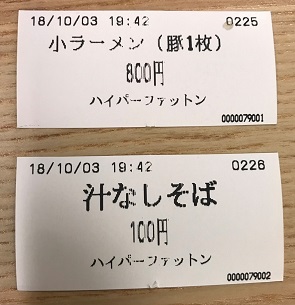 18/10/03 19:42 0225
小ラーメン(豚1枚)
800円
ハイパーファットン
0000079001
18/10/03 19:42 0226
汁なしそば
100円
ハイパーファットン
0000079002